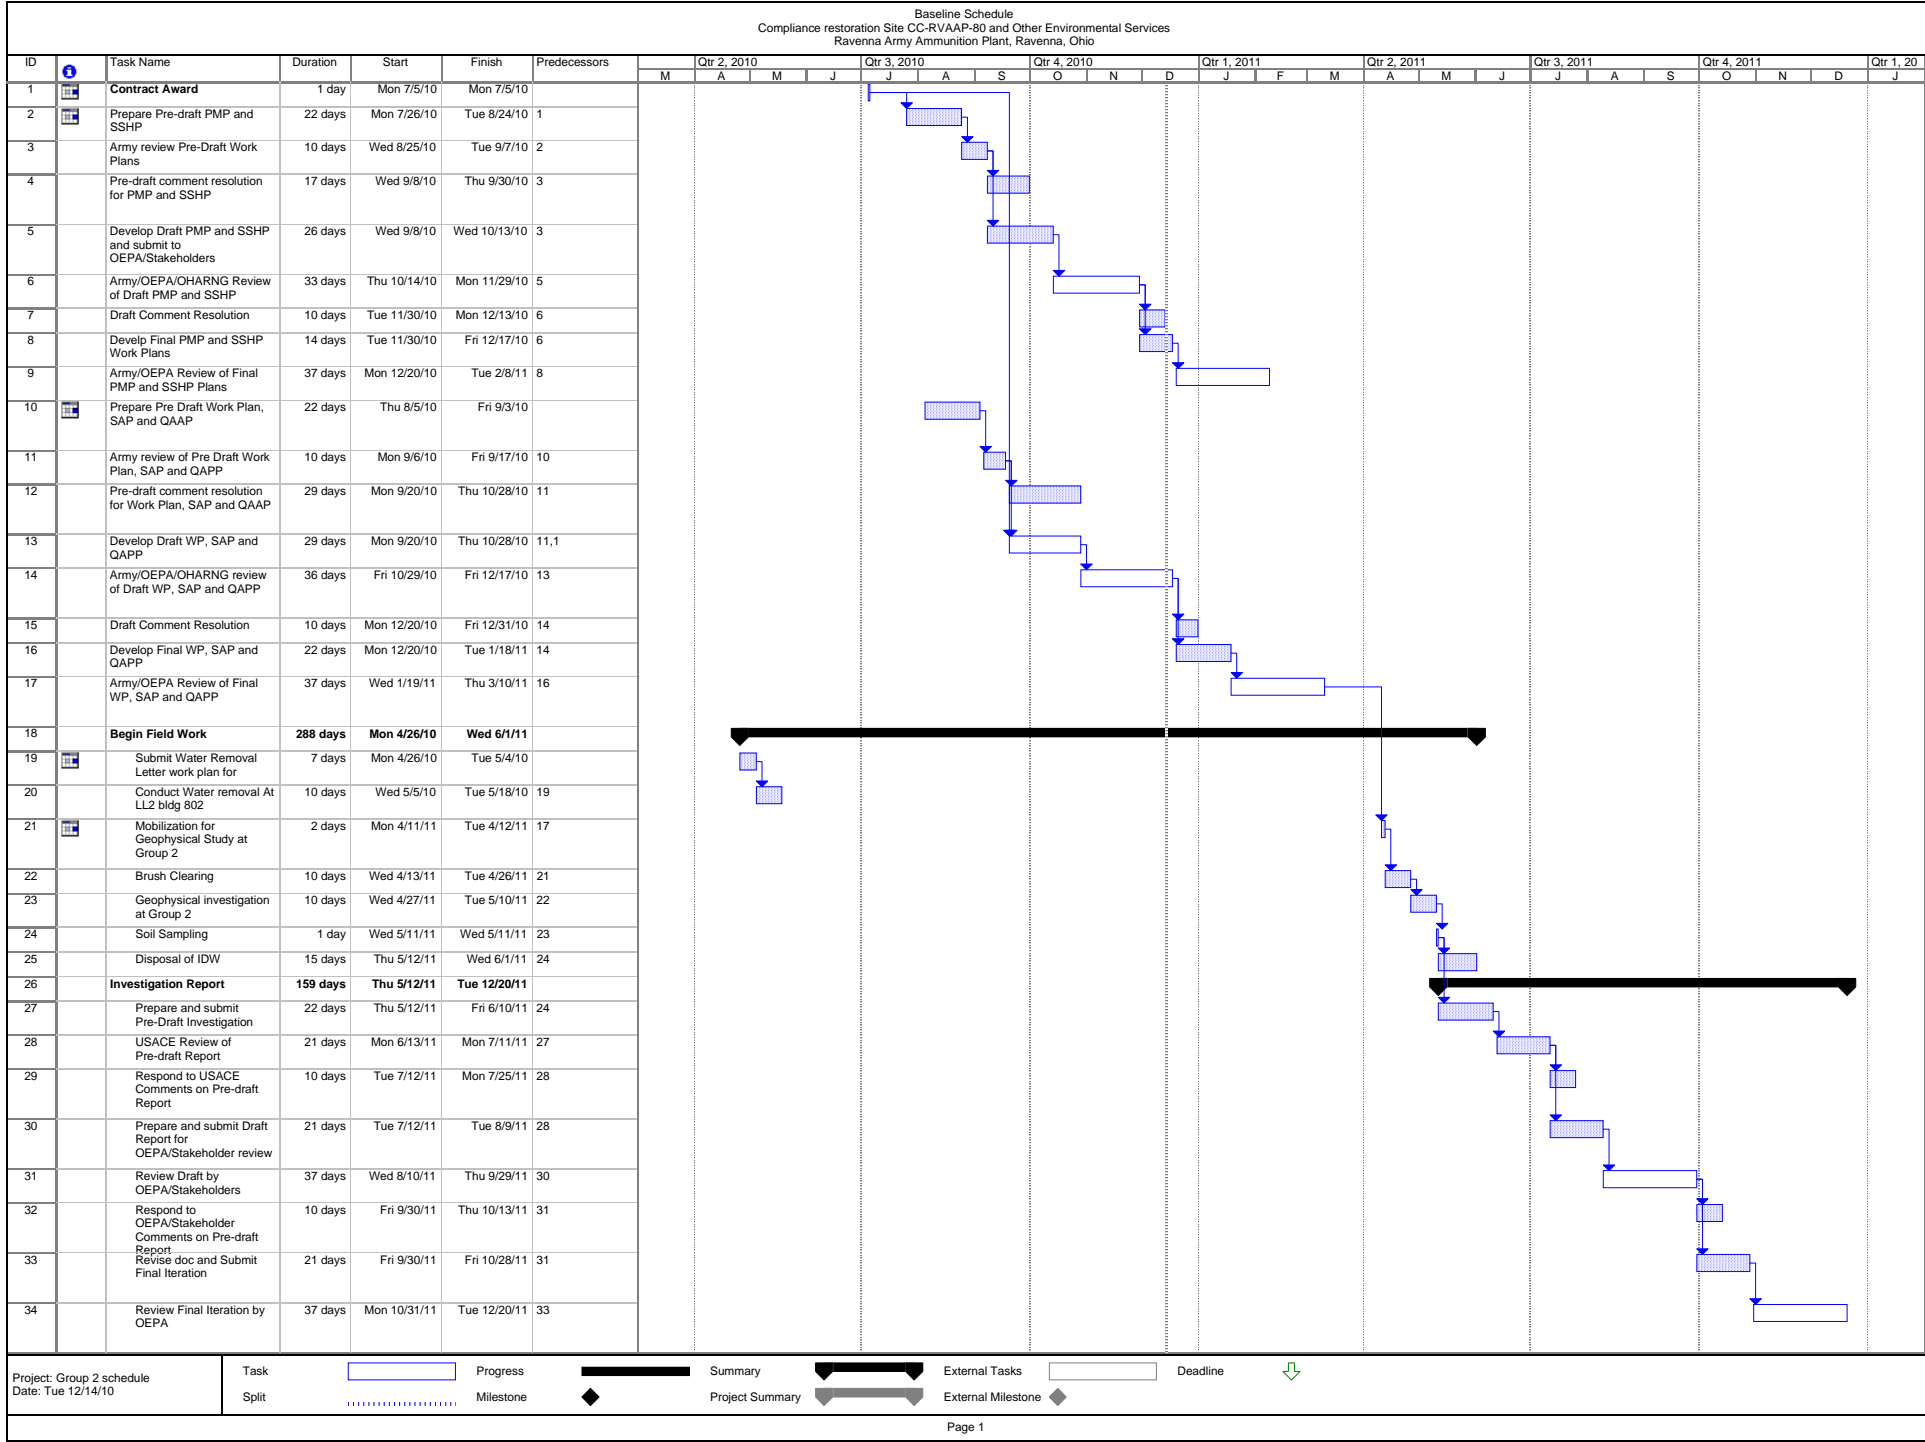 Baseline Schedule
Compliance restoration Site CC-RVAAP-80 and Other Environmental Services
Ravenna Army Ammunition Plant, Ravenna, Ohio
ID Task Name Duration Start Finish Predecessors
Qtr 2, 2010 Qtr 3, 2010 Qtr 4, 2010 Qtr 1, 2011 Qtr 2, 2011 Qtr 3, 2011 Qtr 4, 2011 Qtr 1, 20
M A M J J A S O N D J F M A M J J A S O N D J
1 Contract Award 1 day Mon 7/5/10 Mon 7/5/10
2 Prepare Pre-draft PMP and 22 days Mon 7/26/10 Tue 8/24/10 1
SSHP
3 Army review Pre-Draft Work 10 days Wed 8/25/10 Tue 9/7/10 2
Plans
4 Pre-draft comment resolution 17 days Wed 9/8/10 Thu 9/30/10 3
for PMP and SSHP
5 Develop Draft PMP and SSHP 26 days Wed 9/8/10 Wed 10/13/10 3
and submit to
OEPA/Stakeholders
6 Army/OEPA/OHARNG Review 33 days Thu 10/14/10 Mon 11/29/10 5
of Draft PMP and SSHP
7 Draft Comment Resolution 10 days Tue 11/30/10 Mon 12/13/10 6
8 Develp Final PMP and SSHP 14 days Tue 11/30/10 Fri 12/17/10 6
Work Plans
9 Army/OEPA Review of Final 37 days Mon 12/20/10 Tue 2/8/11 8
PMP and SSHP Plans
10 Prepare Pre Draft Work Plan, 22 days Thu 8/5/10 Fri 9/3/10
SAP and QAAP
11 Army review of Pre Draft Work 10 days Mon 9/6/10 Fri 9/17/10 10
Plan, SAP and QAPP
12 Pre-draft comment resolution 29 days Mon 9/20/10 Thu 10/28/10 11
for Work Plan, SAP and QAAP
13 Develop Draft WP, SAP and 29 days Mon 9/20/10 Thu 10/28/10 11,1
QAPP
14 Army/OEPA/OHARNG review 36 days Fri 10/29/10 Fri 12/17/10 13
of Draft WP, SAP and QAPP
15 Draft Comment Resolution 10 days Mon 12/20/10 Fri 12/31/10 14
16 Develop Final WP, SAP and 22 days Mon 12/20/10 Tue 1/18/11 14
QAPP
17 Army/OEPA Review of Final 37 days Wed 1/19/11 Thu 3/10/11 16
WP, SAP and QAPP
18 Begin Field Work 288 days Mon 4/26/10 Wed 6/1/11
19 Submit Water Removal 7 days Mon 4/26/10 Tue 5/4/10
Letter work plan for
20 Conduct Water removal At 10 days Wed 5/5/10 Tue 5/18/10 19
LL2 bldg 802
21 Mobilization for 2 days Mon 4/11/11 Tue 4/12/11 17
Geophysical Study at
Group 2
22 Brush Clearing 10 days Wed 4/13/11 Tue 4/26/11 21
23 Geophysical investigation 10 days Wed 4/27/11 Tue 5/10/11 22
at Group 2
24 Soil Sampling 1 day Wed 5/11/11 Wed 5/11/11 23
25 Disposal of IDW 15 days Thu 5/12/11 Wed 6/1/11 24
26 Investigation Report 159 days Thu 5/12/11 Tue 12/20/11
27 Prepare and submit 22 days Thu 5/12/11 Fri 6/10/11 24
Pre-Draft Investigation
28 USACE Review of 21 days Mon 6/13/11 Mon 7/11/11 27
Pre-draft Report
29 Respond to USACE 10 days Tue 7/12/11 Mon 7/25/11 28
Comments on Pre-draft
Report
30 Prepare and submit Draft 21 days Tue 7/12/11 Tue 8/9/11 28
Report for
OEPA/Stakeholder review
31 Review Draft by 37 days Wed 8/10/11 Thu 9/29/11 30
OEPA/Stakeholders
32 Respond to 10 days Fri 9/30/11 Thu 10/13/11 31
OEPA/Stakeholder
Comments on Pre-draft
Report
33 Revise doc and Submit 21 days Fri 9/30/11 Fri 10/28/11 31
Final Iteration
34 Review Final Iteration by 37 days Mon 10/31/11 Tue 12/20/11 33
OEPA
Project: Group 2 schedule
Date: Tue 12/14/10
Task Progress Summary External Tasks Deadline
Split Milestone Project Summary External Milestone
Page 1